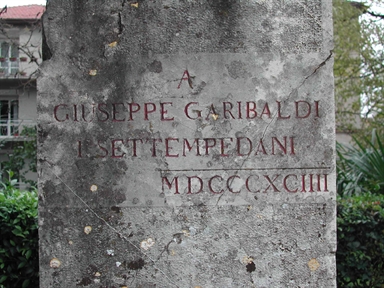 A
GIUSEPPE GARIBALDI
I SETTEMPEDANI
MDCCCXCIIII